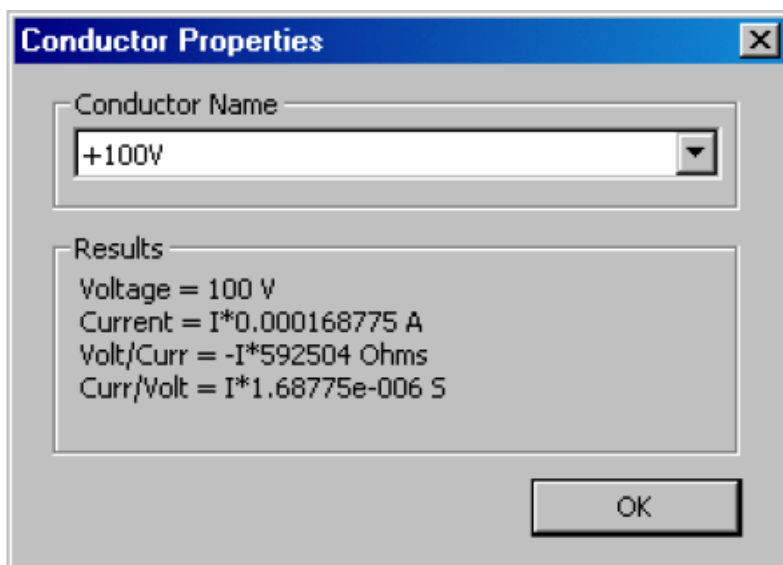 Conductor Properties
Conductor Name
+100V
Results
Voltage = 100 V
Current = I*0.000168775 A
Volt/Curr = -I*592504 Ohms
Curr/Volt = I*1.68775e-006 S
OK